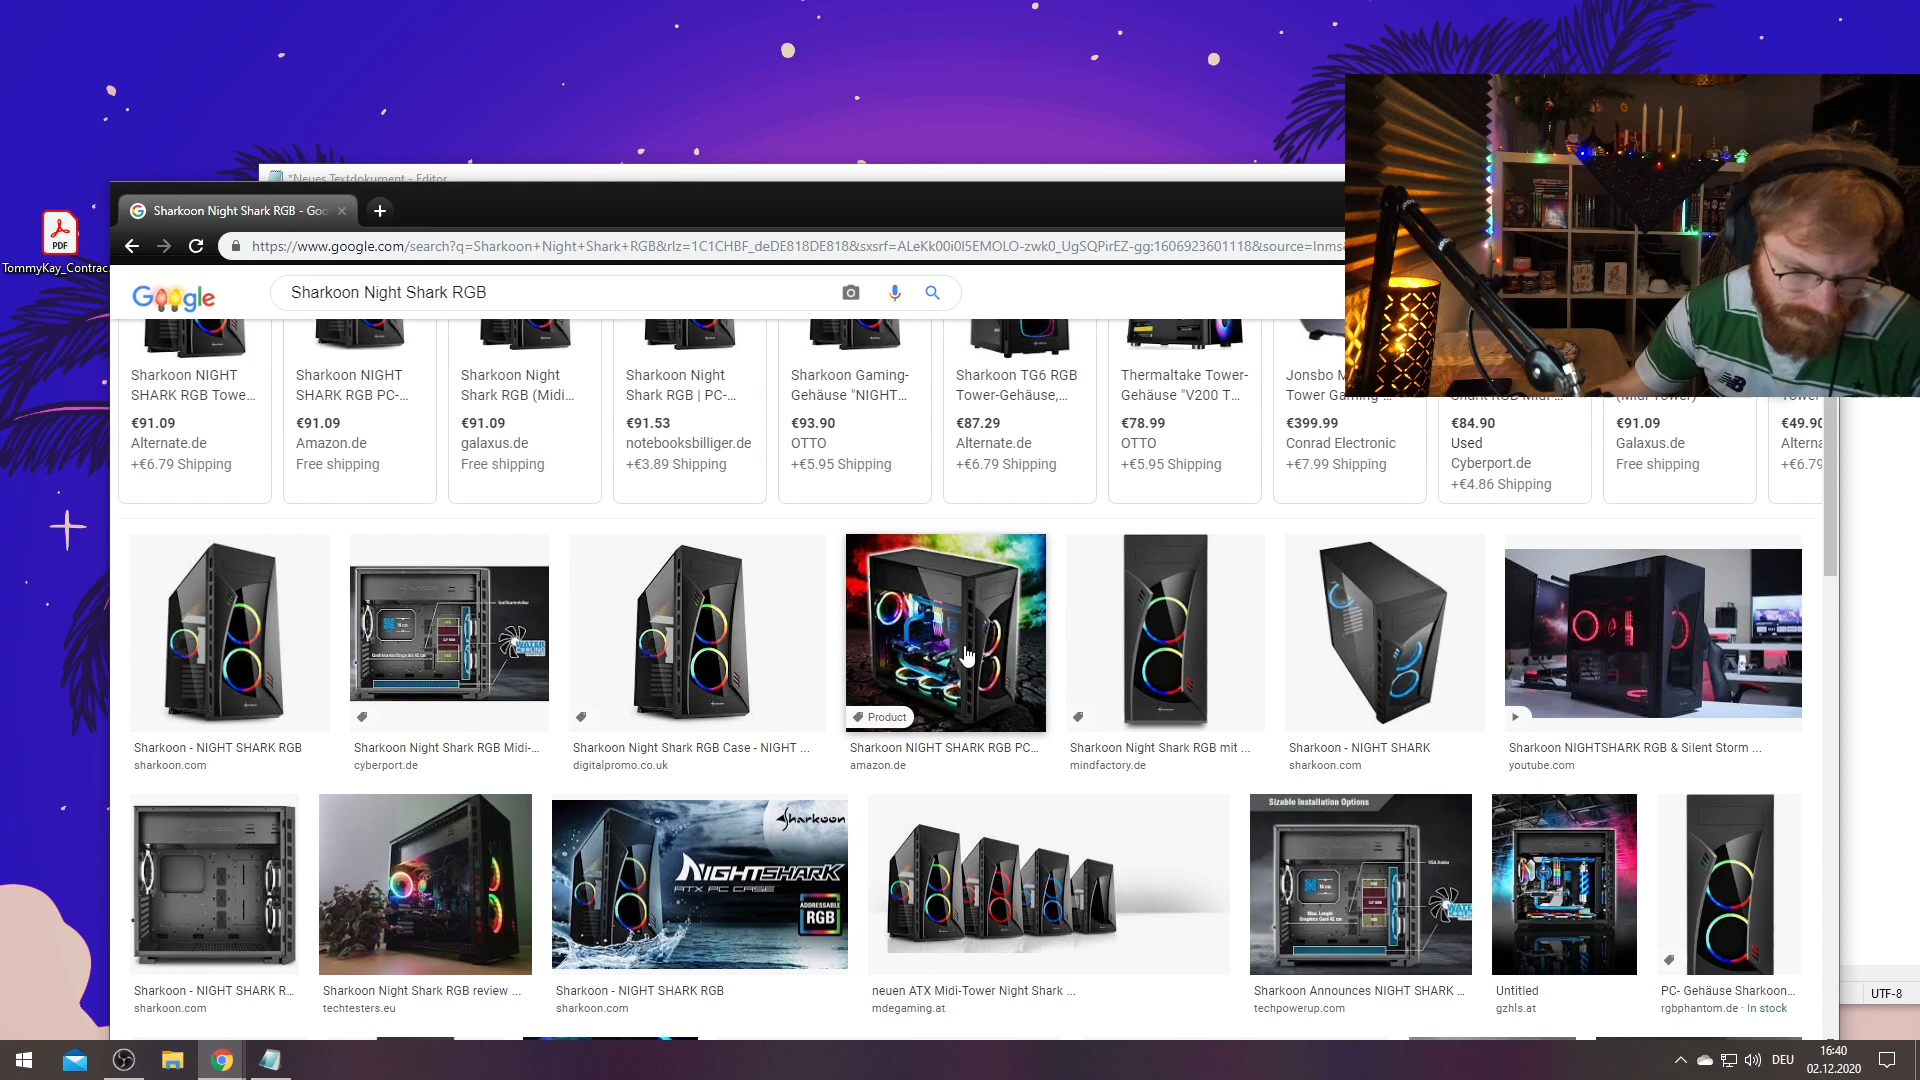 *Neues Textdokument - Editor
Sharkoon Night Shark RGB - Goo
https://www.google.com/search?q=Sharkoon+Night+Shark+RGB&rlz=1C1CHBF_deDE818DE818&sxsrf=ALeKk00i0I5EMOLO-zwk0_UgSQPirEZ-gg:1606923601118&source=lnms
PDF
TommyKay_Contrac
Google
Sharkoon Night Shark RGB
Sharkoon NIGHT
SHARK RGB Towe...
€91.09
Alternate.de
+€6.79 Shipping
Sharkoon NIGHT
SHARK RGB PC-...
€91.09
Amazon.de
Free shipping
Sharkoon Night
Shark RGB (Midi...
€91.09
galaxus.de
Free shipping
Sharkoon Night
Shark RGB | PC-...
€91.53
notebooksbilliger.de
+€3.89 Shipping
Sharkoon Gaming-
Gehäuse "NIGHT...
€93.90
OTTO
+€5.95 Shipping
Sharkoon TG6 RGB
Tower-Gehäuse,...
€87.29
Alternate.de
+€6.79 Shipping
Thermaltake Tower-
Gehäuse "V200 T...
€78.99
OTTO
+€5.95 Shipping
Jonsbo M
Tower Gaming-...
€399.99
Conrad Electronic
+€7.99 Shipping
€84.90
Used
Cyberport.de
+€4.86 Shipping
€91.09
Galaxus.de
Free shipping
€49.90
Alterna
+€6.79
Product
Sharkoon - NIGHT SHARK RGB
sharkoon.com
Sharkoon Night Shark RGB Midi-...
cyberport.de
Sharkoon Night Shark RGB Case - NIGHT ...
digitalpromo.co.uk
Sharkoon NIGHT SHARK RGB PC...
amazon.de
Sharkoon Night Shark RGB mit ...
mindfactory.de
Sharkoon - NIGHT SHARK
sharkoon.com
Sharkoon NIGHTSHARK RGB & Silent Storm ...
youtube.com
Sharkoon
NIGHTSHARK
ATX PC CASE
ADDRESSABLE
RGB
Sizable Installation Options
Sharkoon - NIGHT SHARK R...
sharkoon.com
Sharkoon Night Shark RGB review ...
techtesters.eu
Sharkoon - NIGHT SHARK RGB
sharkoon.com
neuen ATX Midi-Tower Night Shark ...
mdegaming.at
Sharkoon Announces NIGHT SHARK ...
techpowerup.com
Untitled
gzhls.at
PC- Gehäuse Sharkoon...
rgbphantom.de · In stock
UTF-8
DEU
16:40
02.12.2020